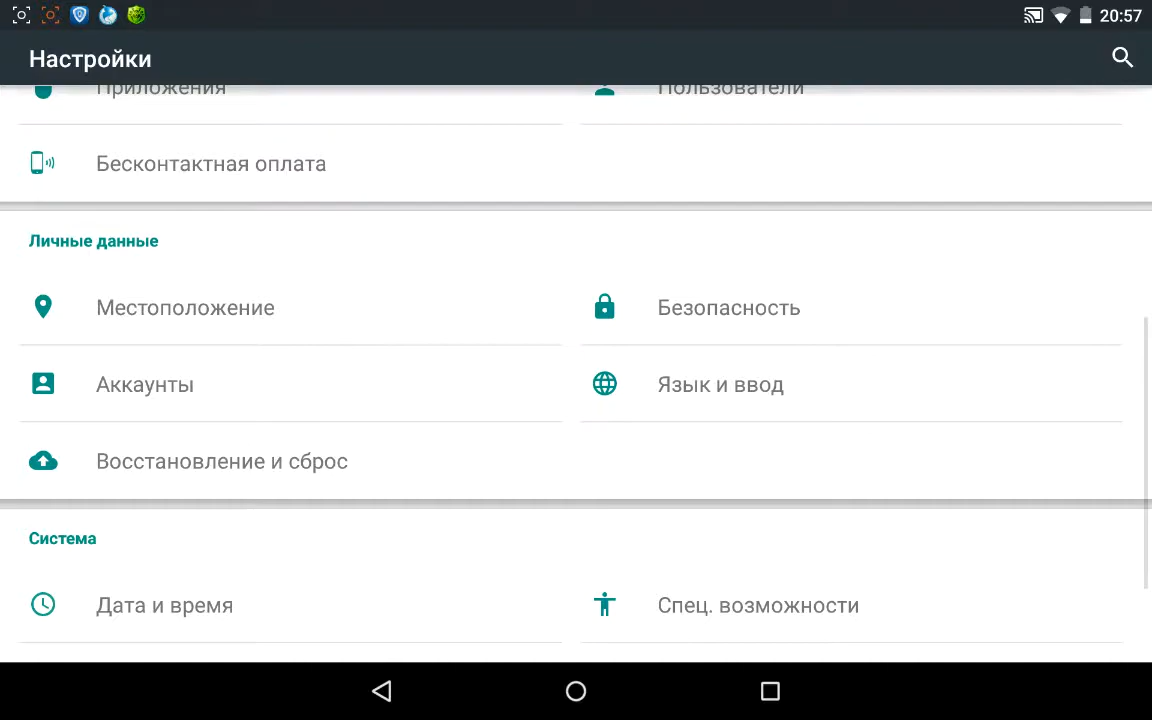 20:57
Настройки
Приложения
Пользователи
Бесконтактная оплата
Личные данные
Местоположение
Безопасность
Аккаунты
Язык и ввод
Восстановление и сброс
Система
Дата и время
Спец. возможности